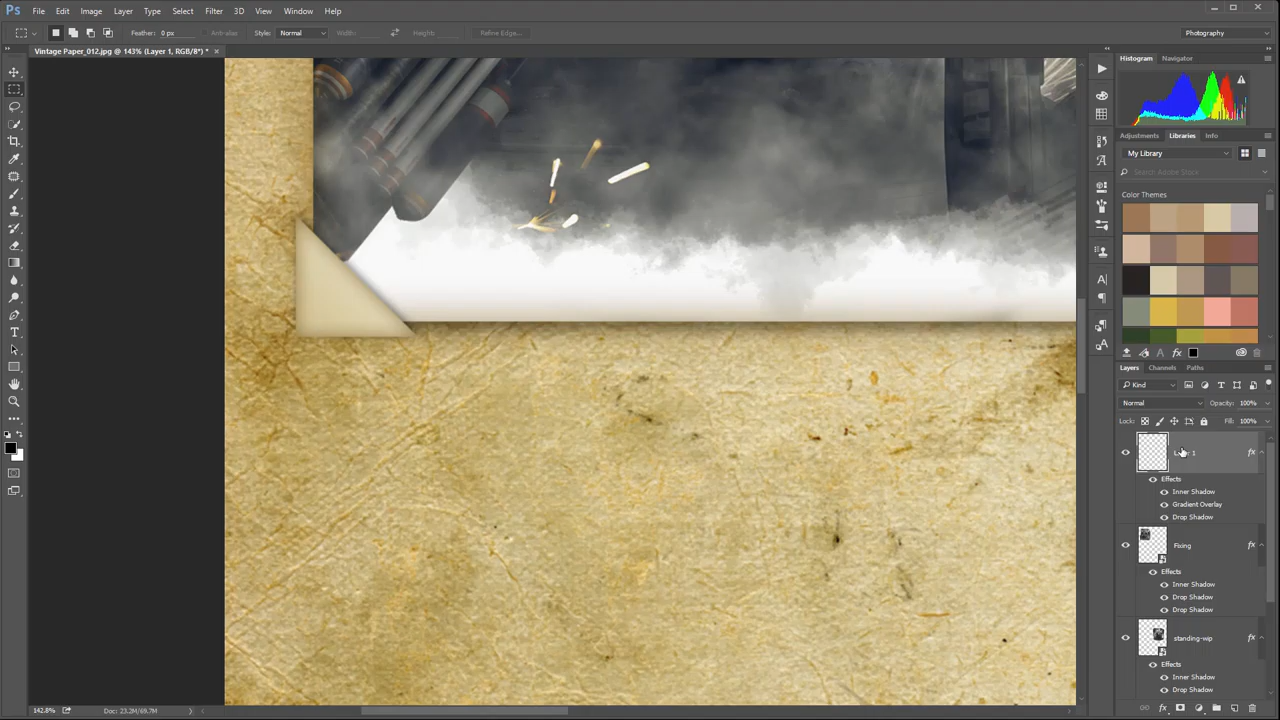 Ps File Edit Image Layer Type Select Filter 3D View Window Help
Feather: 0 px Anti-alias Style: Normal Width: Height: Refine Edge... Photography
Vintage Paper_012.jpg @ 143% (Layer 1, RGB/8*) * ×
Histogram Navigator
Adjustments Libraries Info
My Library
Search Adobe Stock
Color Themes
Layers Channels Paths
Kind
Normal Opacity: 100%
Lock: Fill: 100%
Layer 1 fx
Effects
Inner Shadow
Gradient Overlay
Drop Shadow
Fixing fx
Effects
Inner Shadow
Drop Shadow
Drop Shadow
standing-wip fx
Effects
Inner Shadow
Drop Shadow
142.8% Doc: 23.2M/69.7M